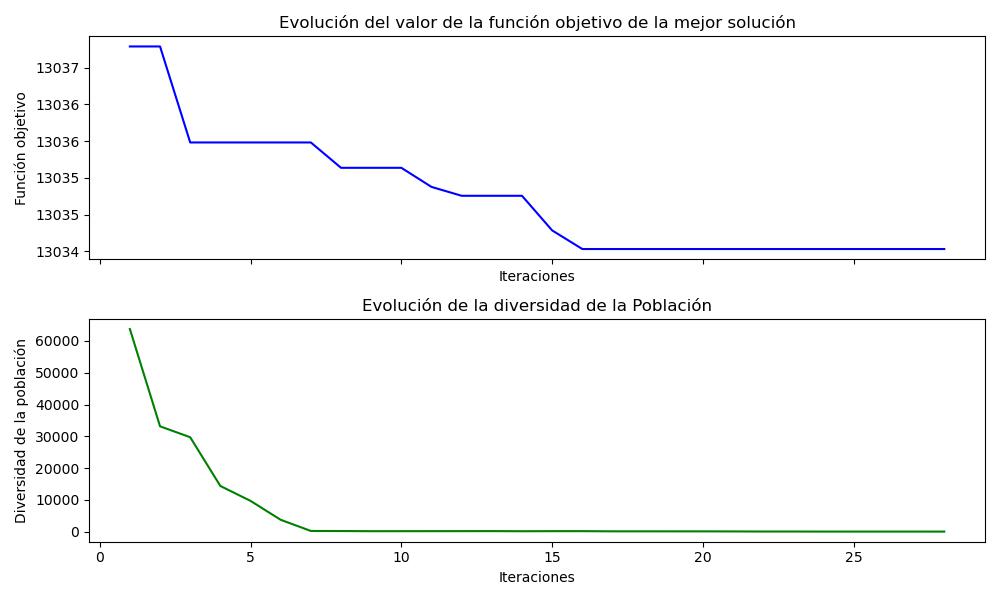 Evolución del valor de la función objetivo de la mejor solución
13037
13036
13036
13035
13035
13034
Función objetivo
Iteraciones
Evolución de la diversidad de la Población
60000
50000
40000
30000
20000
10000
0
Diversidad de la población
0 5 10 15 20 25
Iteraciones